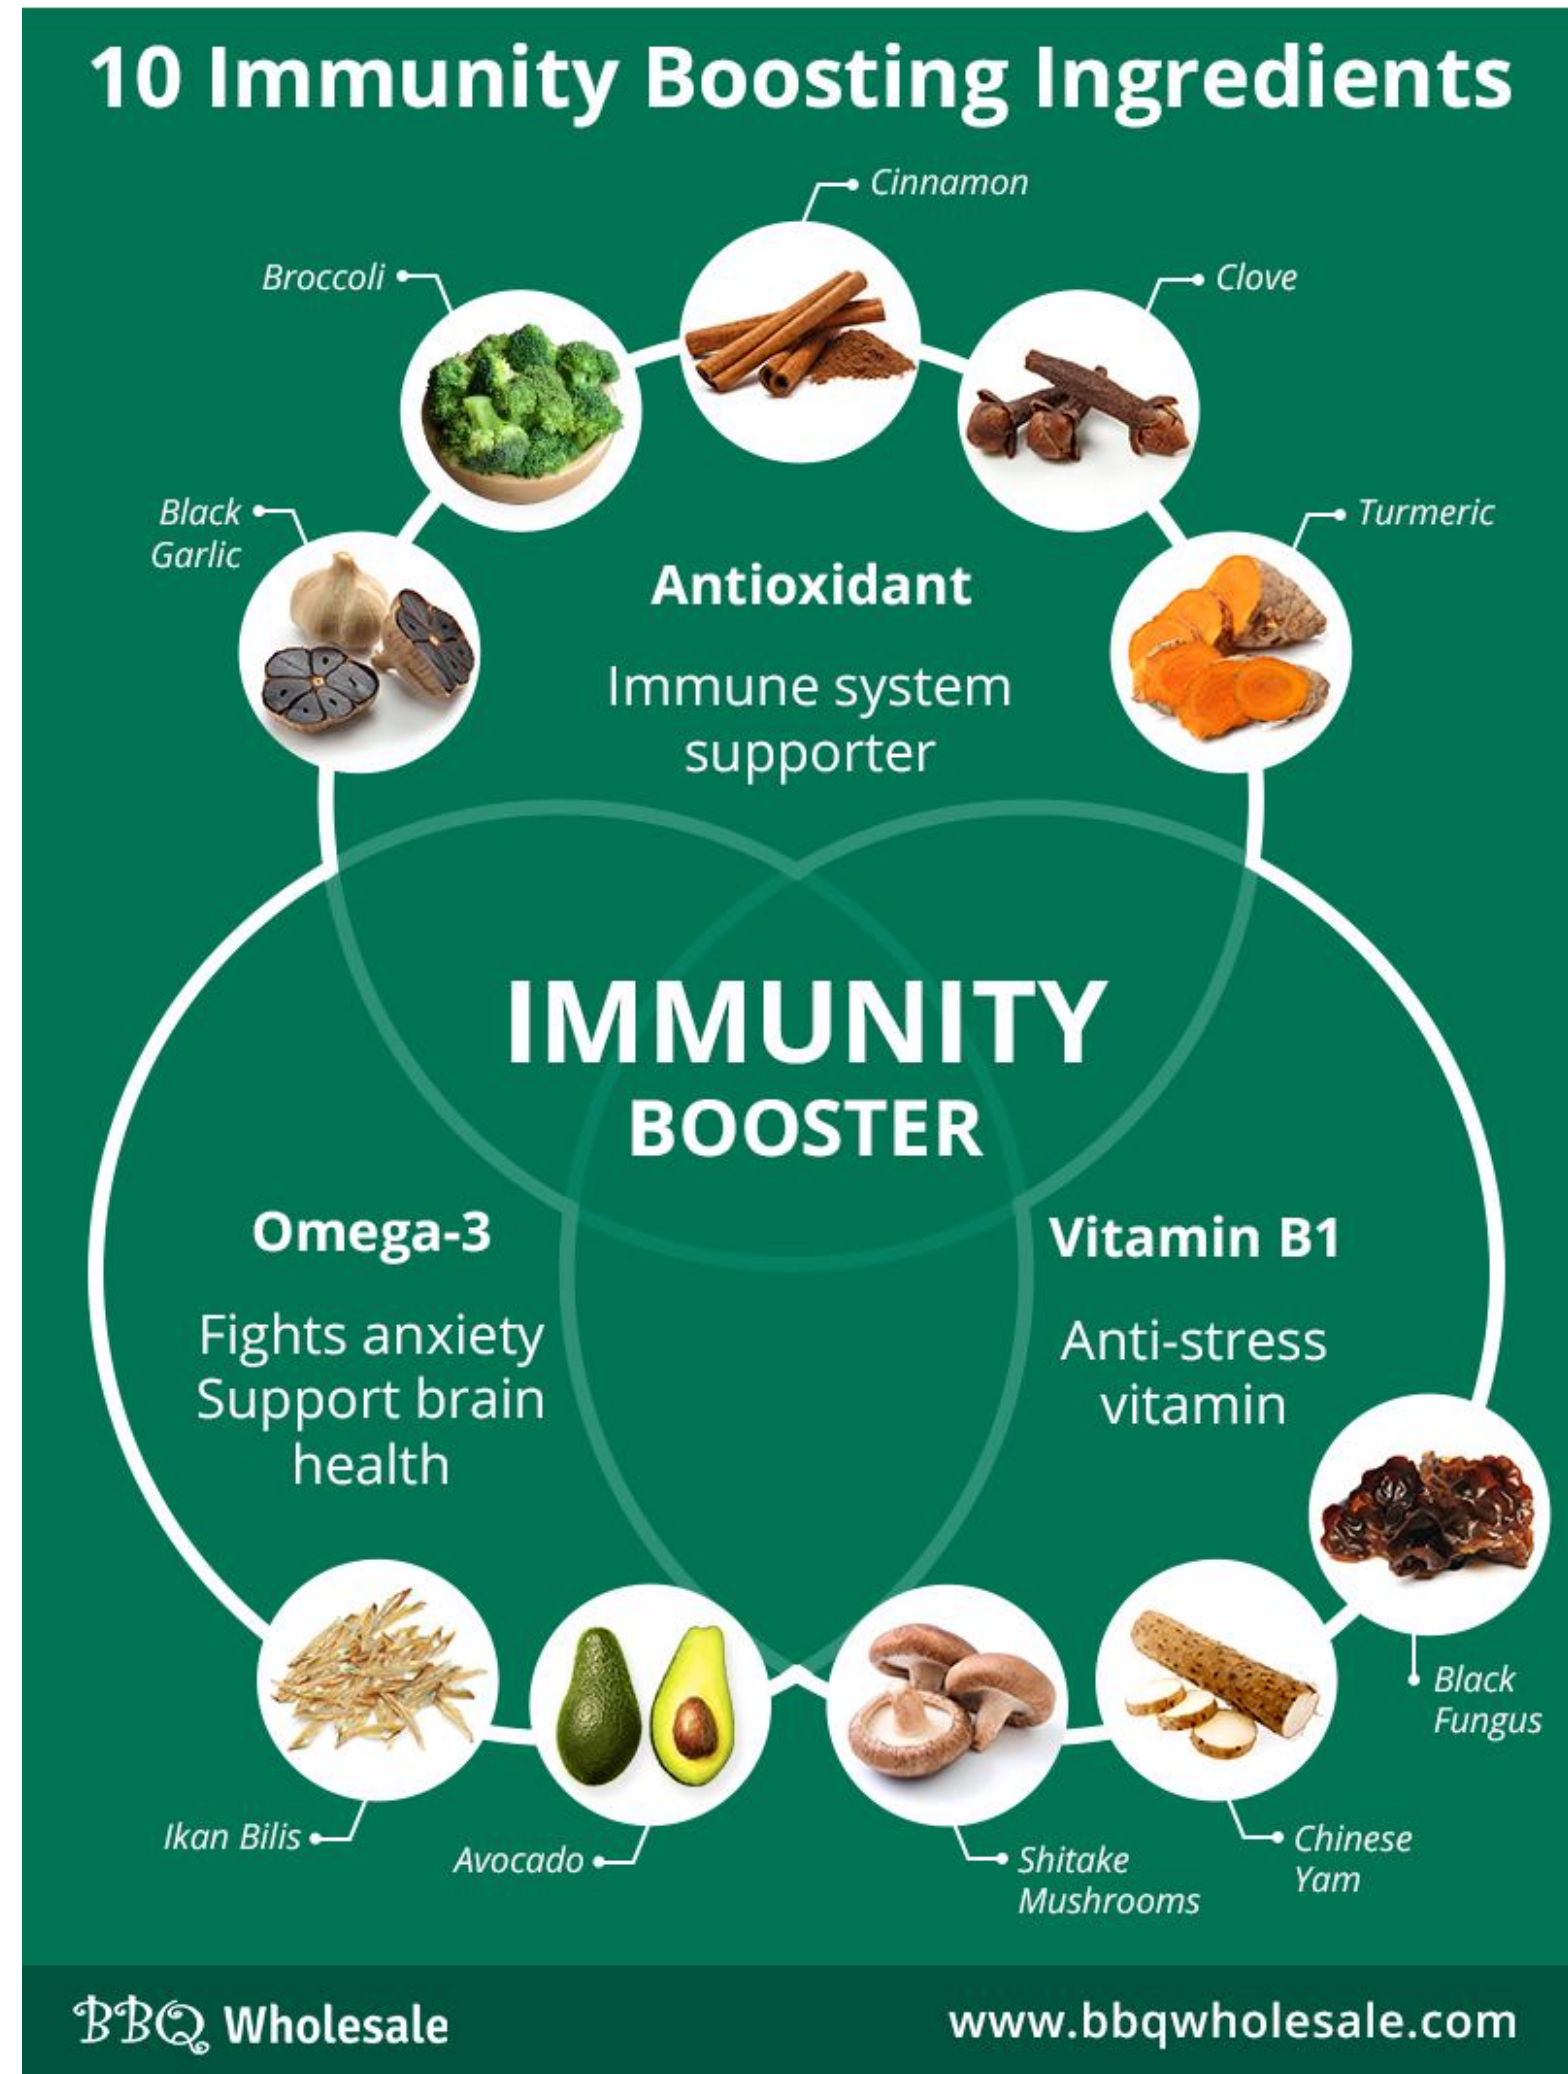 10 Immunity Boosting Ingredients
Cinnamon
Broccoli
Clove
Black
Garlic
Turmeric
Antioxidant
Immune system
supporter
IMMUNITY
BOOSTER
Omega-3
Fights anxiety
Support brain
health
Vitamin B1
Anti-stress
vitamin
Black
Fungus
Ikan Bilis
Avocado
Shitake
Mushrooms
Chinese
Yam
BBQ Wholesale
www.bbqwholesale.com